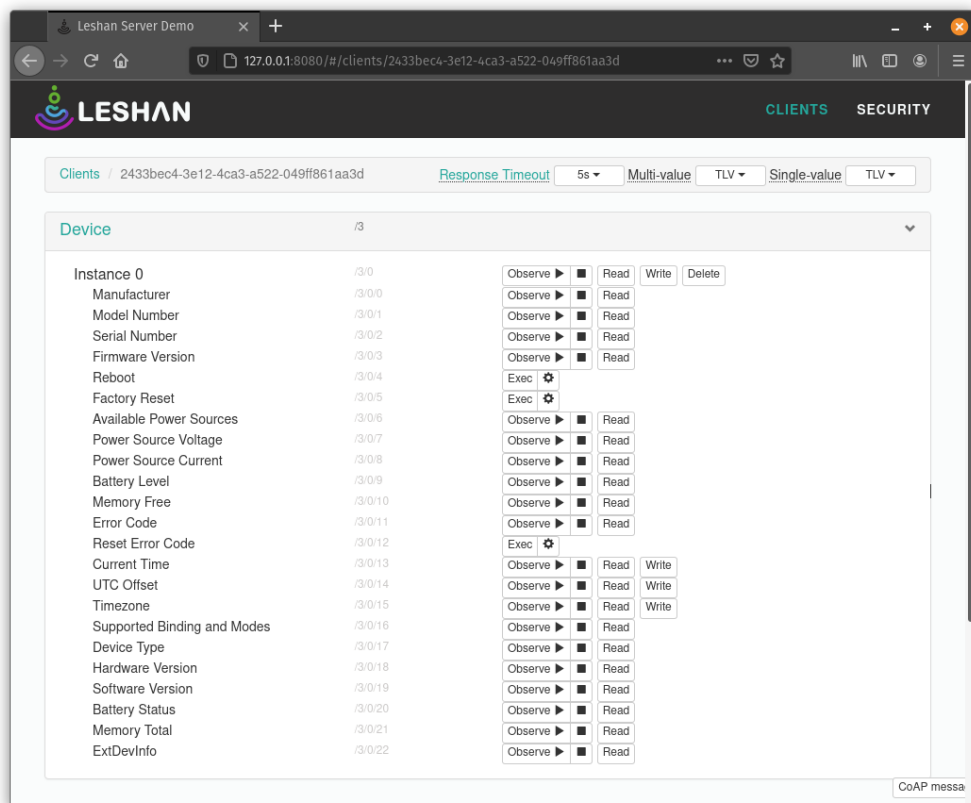 Leshan Server Demo
127.0.0.1:8080/#/clients/2433bec4-3e12-4ca3-a522-049ff861aa3d
LESHAN CLIENTS SECURITY
Clients / 2433bec4-3e12-4ca3-a522-049ff861aa3d Response Timeout 5s Multi-value TLV Single-value TLV
Device /3
Instance 0 /3/0 Observe Read Write Delete
Manufacturer /3/0/0 Observe Read
Model Number /3/0/1 Observe Read
Serial Number /3/0/2 Observe Read
Firmware Version /3/0/3 Observe Read
Reboot /3/0/4 Exec
Factory Reset /3/0/5 Exec
Available Power Sources /3/0/6 Observe Read
Power Source Voltage /3/0/7 Observe Read
Power Source Current /3/0/8 Observe Read
Battery Level /3/0/9 Observe Read
Memory Free /3/0/10 Observe Read
Error Code /3/0/11 Observe Read
Reset Error Code /3/0/12 Exec
Current Time /3/0/13 Observe Read Write
UTC Offset /3/0/14 Observe Read Write
Timezone /3/0/15 Observe Read Write
Supported Binding and Modes /3/0/16 Observe Read
Device Type /3/0/17 Observe Read
Hardware Version /3/0/18 Observe Read
Software Version /3/0/19 Observe Read
Battery Status /3/0/20 Observe Read
Memory Total /3/0/21 Observe Read
ExtDevInfo /3/0/22 Observe Read
CoAP messa